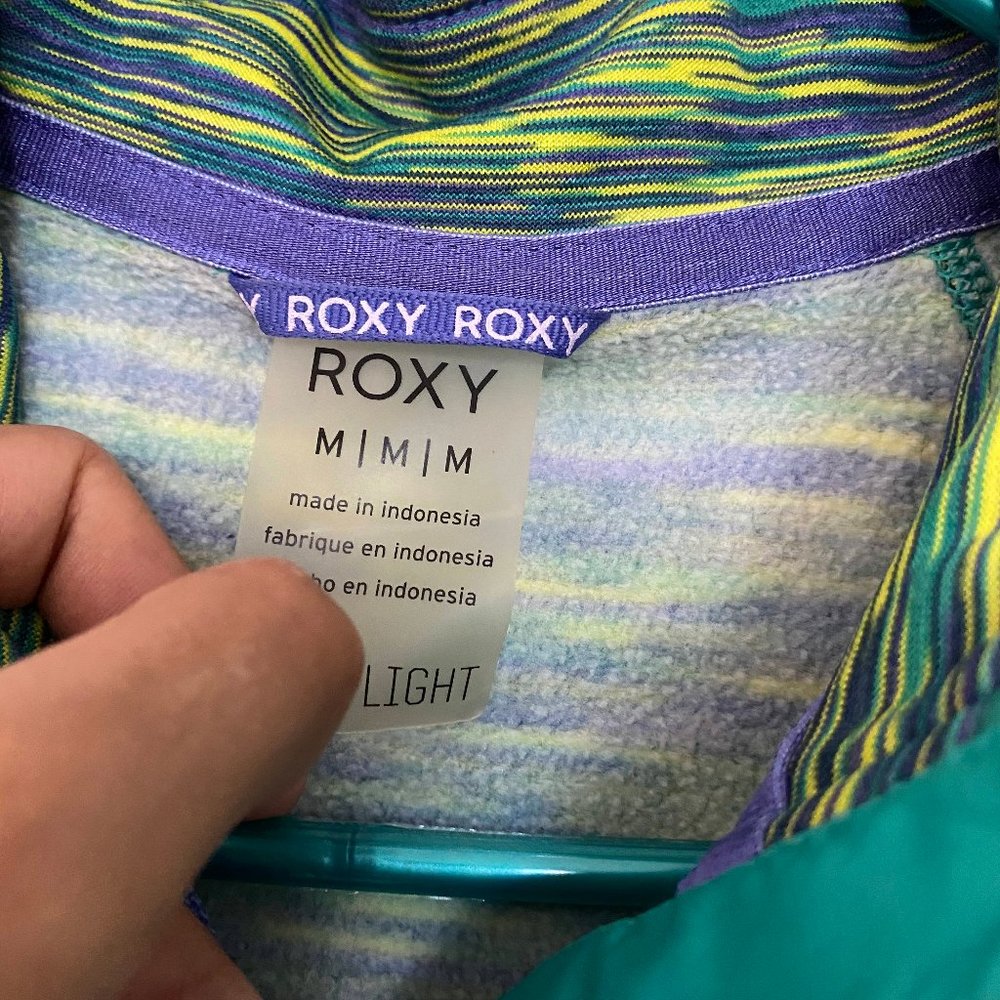 ROXY ROXY
ROXY
M | M | M
made in indonesia
fabrique en indonesia
en indonesia
LIGHT